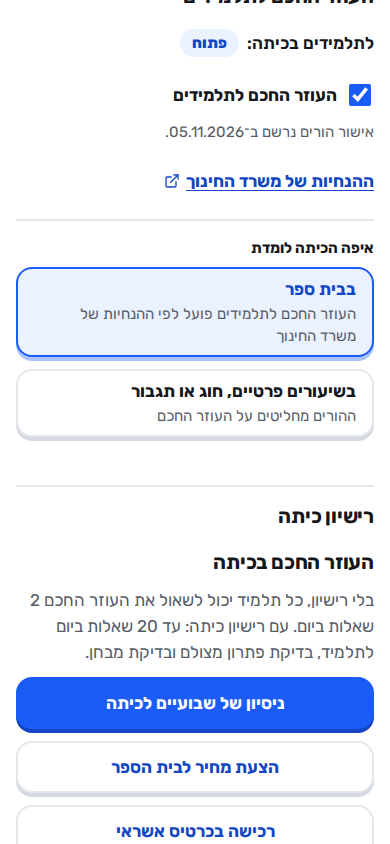 העוזר החכם לתלמידים
לתלמידים בכיתה: פתוח
העוזר החכם לתלמידים
אישור הורים נרשם ב־05.11.2026.
ההנחיות של משרד החינוך
איפה הכיתה לומדת
בבית ספר
העוזר החכם לתלמידים פועל לפי ההנחיות של
משרד החינוך
בשיעורים פרטיים, חוג או תגבור
ההורים מחליטים על העוזר החכם
רישיון כיתה
העוזר החכם בכיתה
בלי רישיון, כל תלמיד יכול לשאול את העוזר החכם 2
שאלות ביום. עם רישיון כיתה: עד 20 שאלות ביום
לתלמיד, בדיקת פתרון מצולם ובדיקת מבחן.
ניסיון של שבועיים לכיתה
הצעת מחיר לבית הספר
רכישה בכרטיס אשראי